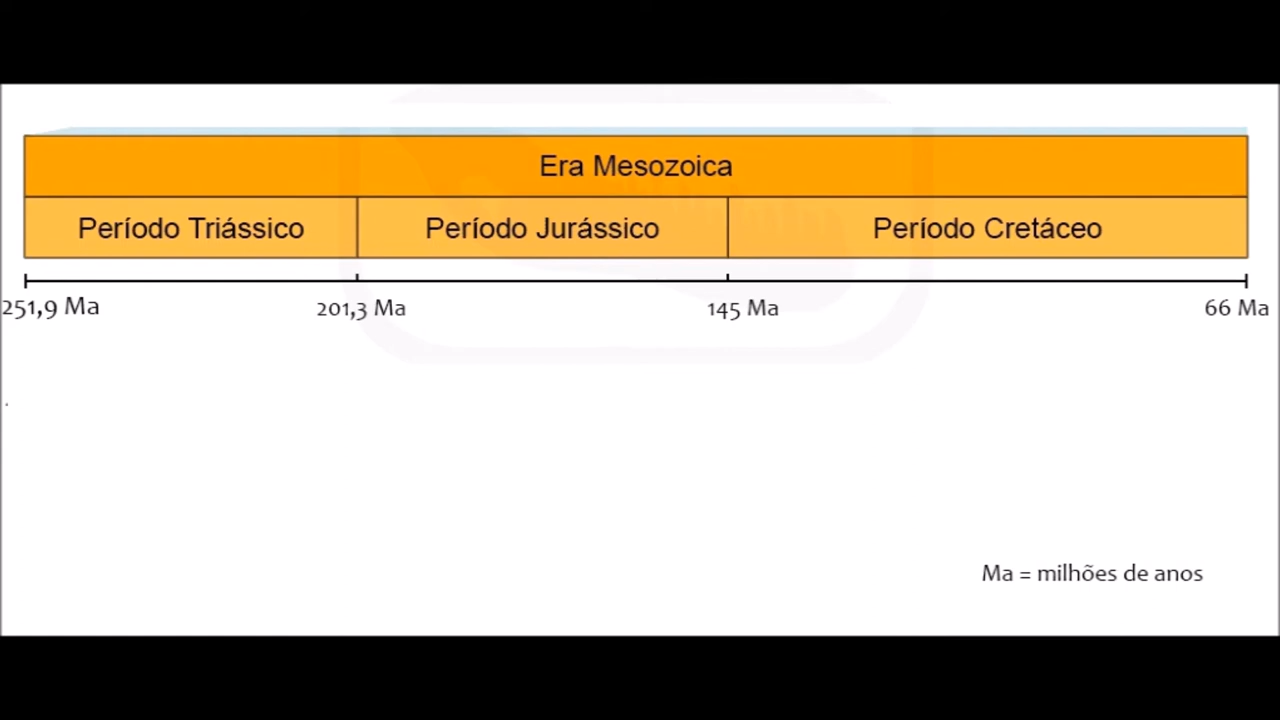 Era Mesozoica
Período Triássico Período Jurássico Período Cretáceo
251,9 Ma 201,3 Ma 145 Ma 66 Ma
Ma = milhões de anos